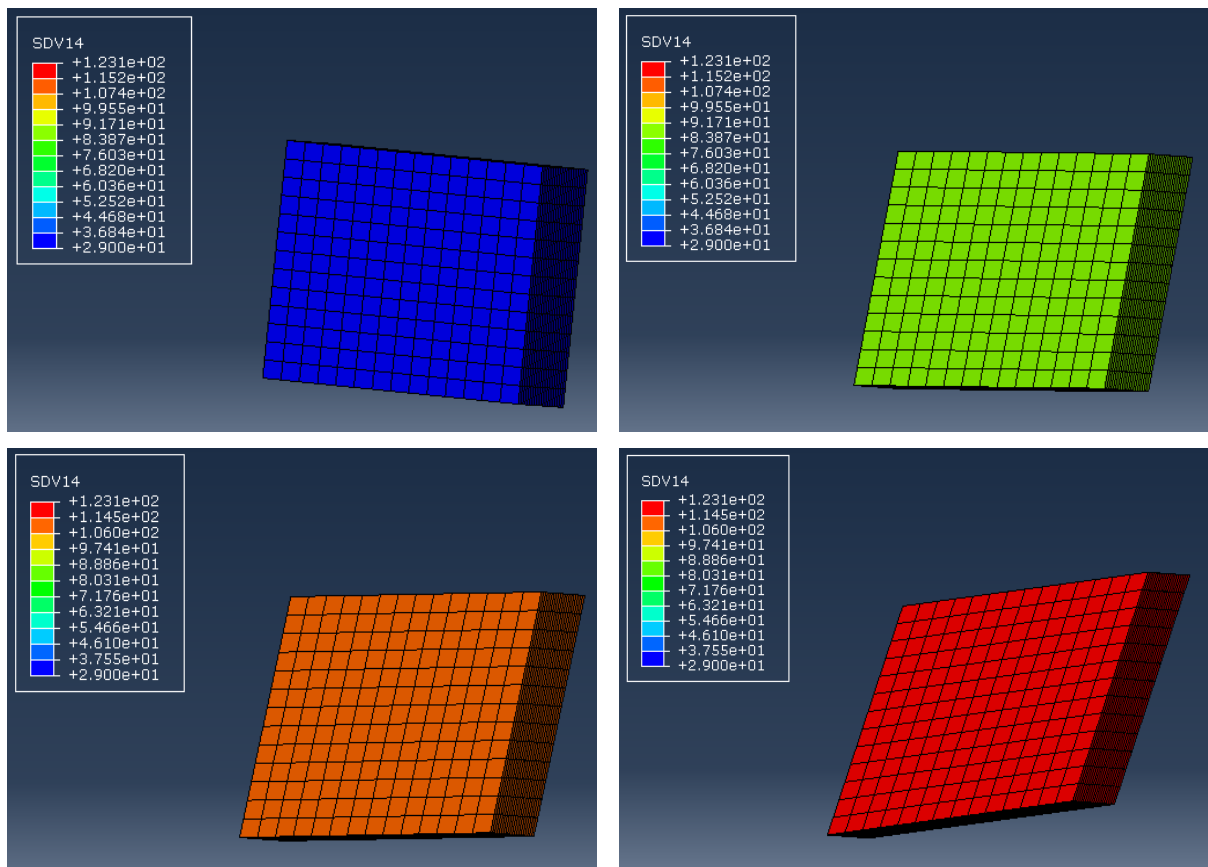 SDV14
+1.231e+02
+1.152e+02
+1.074e+02
+9.955e+01
+9.171e+01
+8.387e+01
+7.603e+01
+6.820e+01
+6.036e+01
+5.252e+01
+4.468e+01
+3.684e+01
+2.900e+01
SDV14
+1.231e+02
+1.152e+02
+1.074e+02
+9.955e+01
+9.171e+01
+8.387e+01
+7.603e+01
+6.820e+01
+6.036e+01
+5.252e+01
+4.468e+01
+3.684e+01
+2.900e+01
SDV14
+1.231e+02
+1.145e+02
+1.060e+02
+9.741e+01
+8.886e+01
+8.031e+01
+7.176e+01
+6.321e+01
+5.466e+01
+4.610e+01
+3.755e+01
+2.900e+01
SDV14
+1.231e+02
+1.145e+02
+1.060e+02
+9.741e+01
+8.886e+01
+8.031e+01
+7.176e+01
+6.321e+01
+5.466e+01
+4.610e+01
+3.755e+01
+2.900e+01